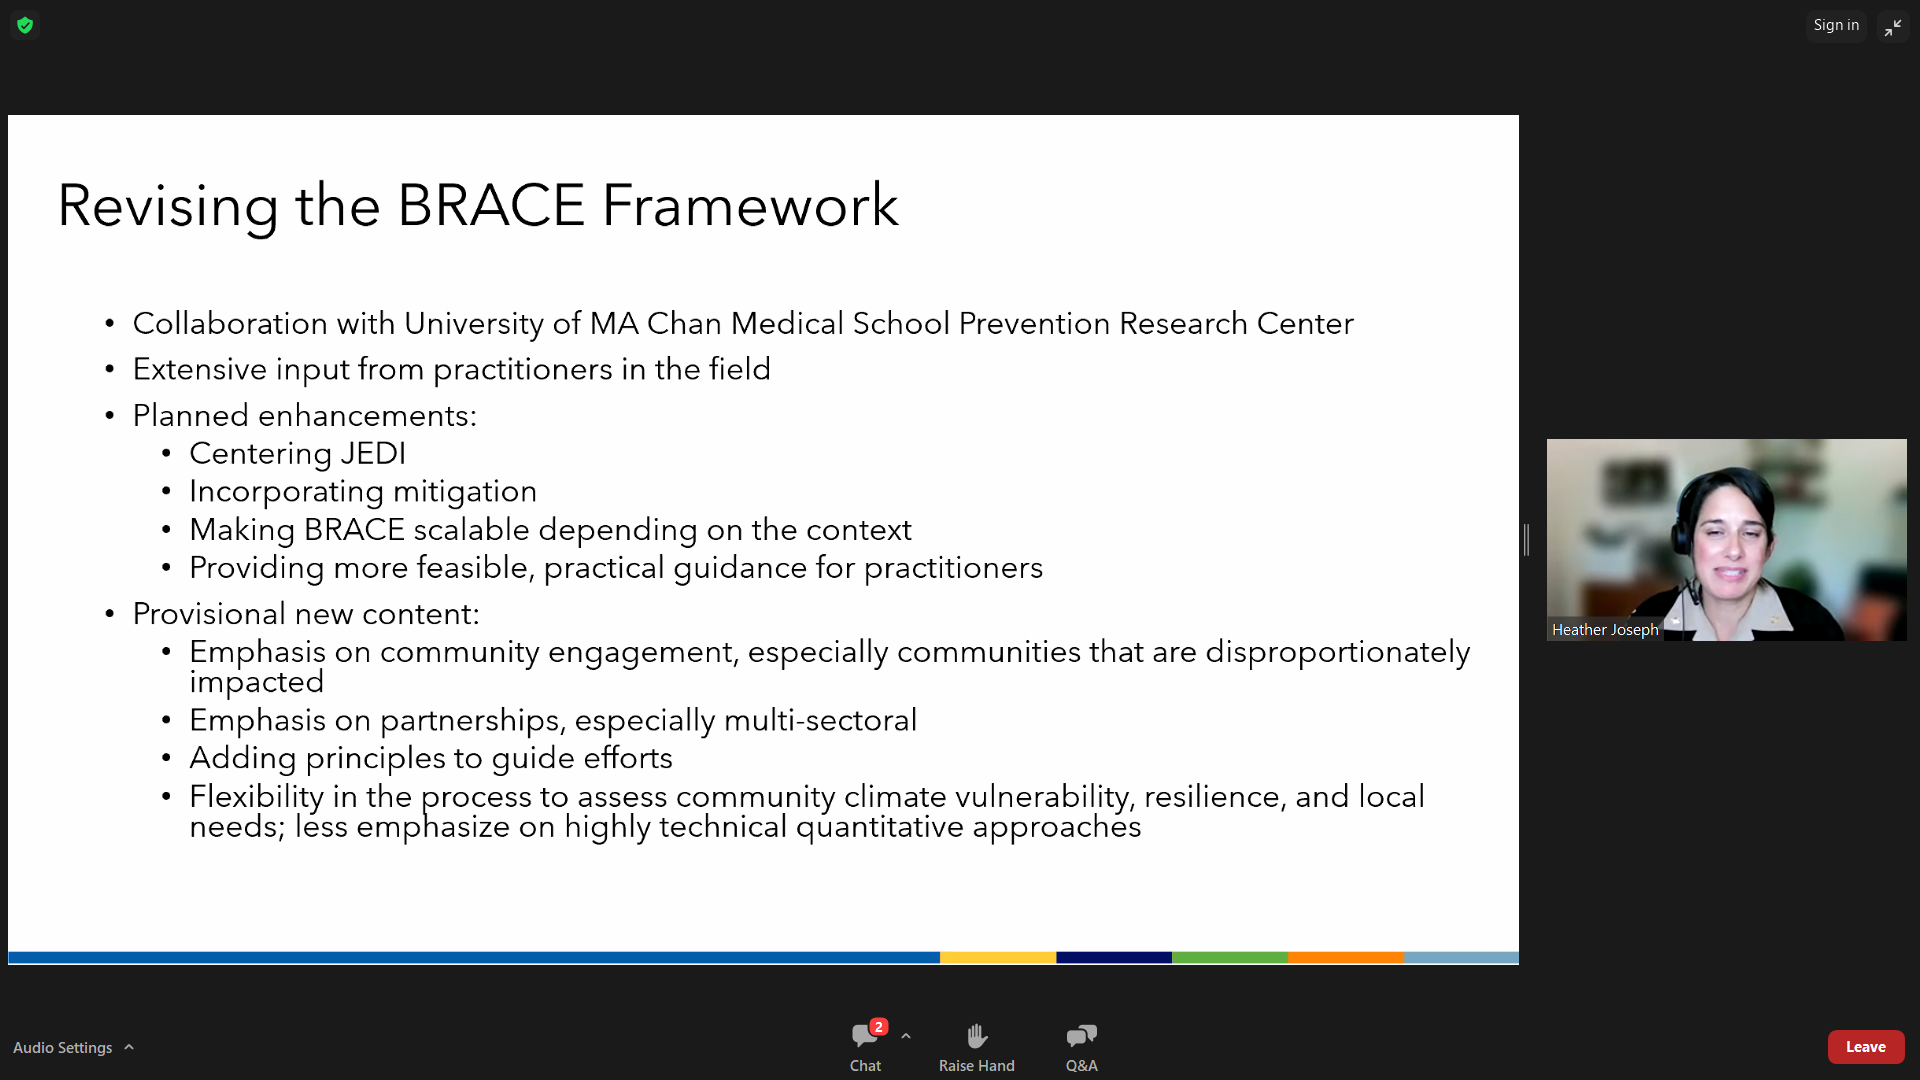 Sign in
Revising the BRACE Framework
• Collaboration with University of MA Chan Medical School Prevention Research Center
• Extensive input from practitioners in the field
• Planned enhancements:
• Centering JEDI
• Incorporating mitigation
• Making BRACE scalable depending on the context
• Providing more feasible, practical guidance for practitioners
• Provisional new content:
• Emphasis on community engagement, especially communities that are disproportionately
impacted
• Emphasis on partnerships, especially multi-sectoral
• Adding principles to guide efforts
• Flexibility in the process to assess community climate vulnerability, resilience, and local
needs; less emphasize on highly technical quantitative approaches
Heather Joseph
Audio Settings
2
Chat
Raise Hand
Q&A
Leave